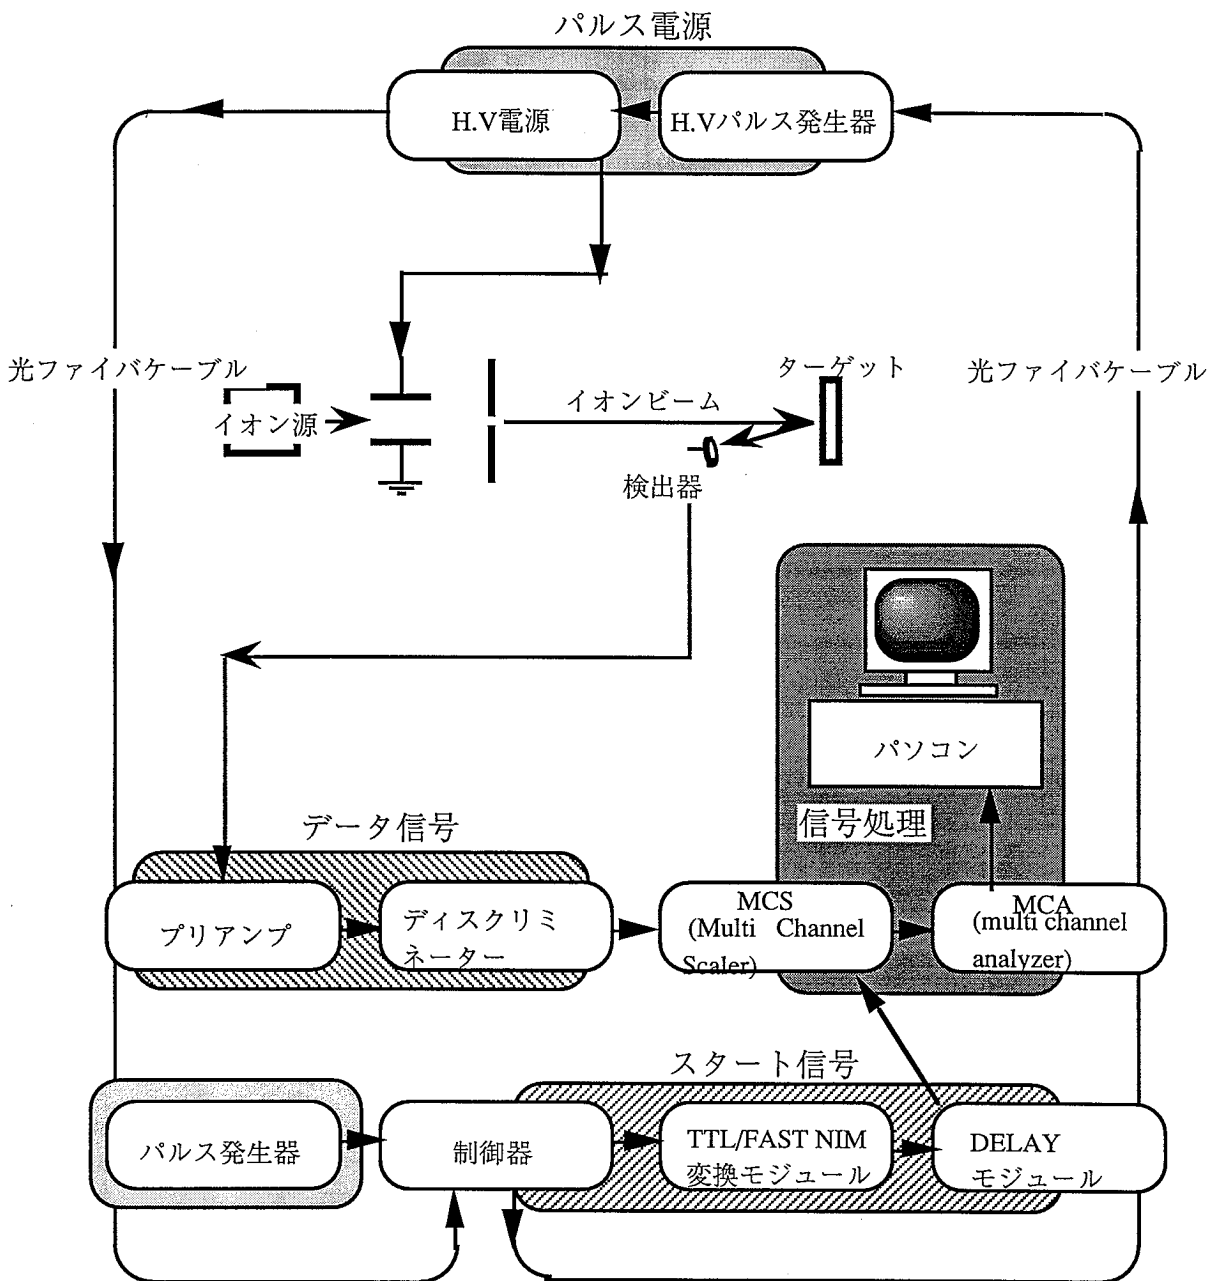 パルス電源
H.V電源
H.Vパルス発生器
光ファイバケーブル
イオン源
イオンビーム
ターゲット
光ファイバケーブル
検出器
パソコン
信号処理
データ信号
プリアンプ
ディスクリミ
ネーター
MCS
(Multi Channel
Scaler)
MCA
(multi channel
analyzer)
スタート信号
パルス発生器
制御器
TTL/FAST NIM
変換モジュール
DELAY
モジュール